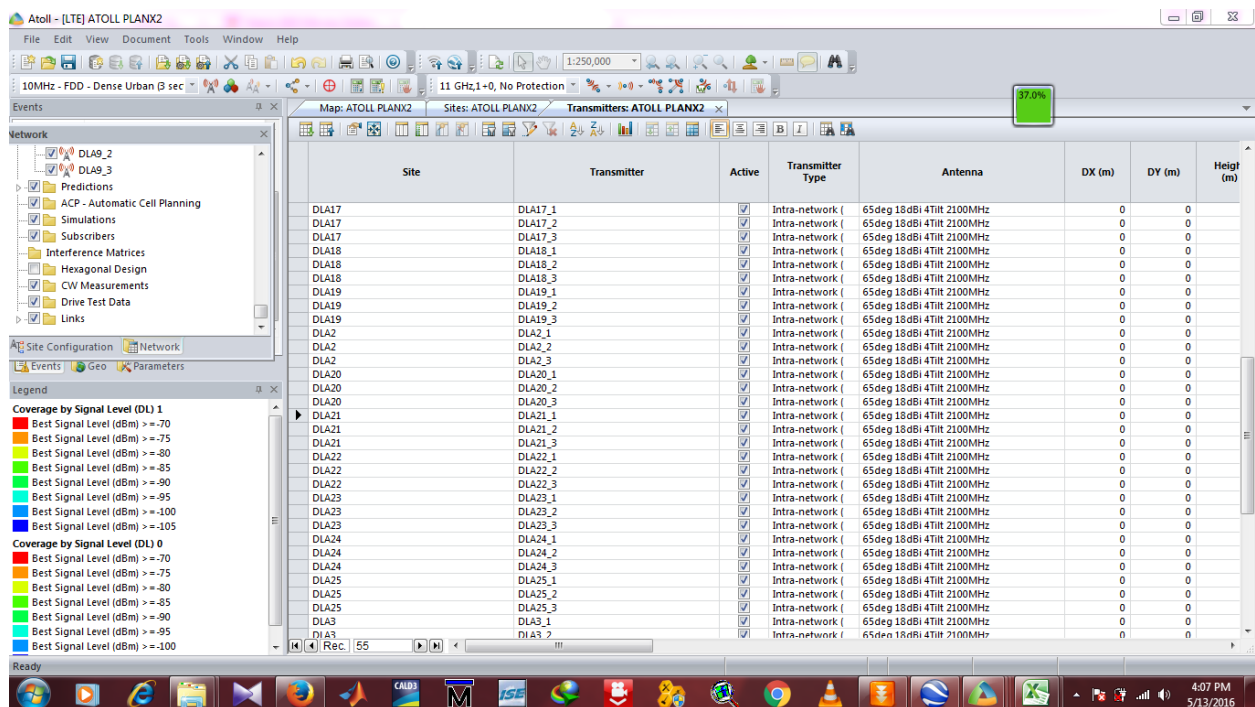 Atoll - [LTE] ATOLL PLANX2
File Edit View Document Tools Window Help
1:250,000
10MHz - FDD - Dense Urban (3 sec
11 GHz,1+0, No Protection
37.0%
Events
Network
DLA9_2
DLA9_3
Predictions
ACP - Automatic Cell Planning
Simulations
Subscribers
Interference Matrices
Hexagonal Design
CW Measurements
Drive Test Data
Links
Site Configuration Network
Events Geo Parameters
Legend
Coverage by Signal Level (DL) 1
Best Signal Level (dBm) >=-70
Best Signal Level (dBm) >=-75
Best Signal Level (dBm) >=-80
Best Signal Level (dBm) >=-85
Best Signal Level (dBm) >=-90
Best Signal Level (dBm) >=-95
Best Signal Level (dBm) >=-100
Best Signal Level (dBm) >=-105
Coverage by Signal Level (DL) 0
Best Signal Level (dBm) >=-70
Best Signal Level (dBm) >=-75
Best Signal Level (dBm) >=-80
Best Signal Level (dBm) >=-85
Best Signal Level (dBm) >=-90
Best Signal Level (dBm) >=-95
Best Signal Level (dBm) >=-100
Map: ATOLL PLANX2 Sites: ATOLL PLANX2 Transmitters: ATOLL PLANX2
B I
Site Transmitter Active Transmitter Type Antenna DX (m) DY (m) Heigh (m)
DLA17 DLA17_1 Intra-network ( 65deg 18dBi 4Tilt 2100MHz 0 0
DLA17 DLA17_2 Intra-network ( 65deg 18dBi 4Tilt 2100MHz 0 0
DLA17 DLA17_3 Intra-network ( 65deg 18dBi 4Tilt 2100MHz 0 0
DLA18 DLA18_1 Intra-network ( 65deg 18dBi 4Tilt 2100MHz 0 0
DLA18 DLA18_2 Intra-network ( 65deg 18dBi 4Tilt 2100MHz 0 0
DLA18 DLA18_3 Intra-network ( 65deg 18dBi 4Tilt 2100MHz 0 0
DLA19 DLA19_1 Intra-network ( 65deg 18dBi 4Tilt 2100MHz 0 0
DLA19 DLA19_2 Intra-network ( 65deg 18dBi 4Tilt 2100MHz 0 0
DLA19 DLA19_3 Intra-network ( 65deg 18dBi 4Tilt 2100MHz 0 0
DLA2 DLA2_1 Intra-network ( 65deg 18dBi 4Tilt 2100MHz 0 0
DLA2 DLA2_2 Intra-network ( 65deg 18dBi 4Tilt 2100MHz 0 0
DLA2 DLA2_3 Intra-network ( 65deg 18dBi 4Tilt 2100MHz 0 0
DLA20 DLA20_1 Intra-network ( 65deg 18dBi 4Tilt 2100MHz 0 0
DLA20 DLA20_2 Intra-network ( 65deg 18dBi 4Tilt 2100MHz 0 0
DLA20 DLA20_3 Intra-network ( 65deg 18dBi 4Tilt 2100MHz 0 0
DLA21 DLA21_1 Intra-network ( 65deg 18dBi 4Tilt 2100MHz 0 0
DLA21 DLA21_2 Intra-network ( 65deg 18dBi 4Tilt 2100MHz 0 0
DLA21 DLA21_3 Intra-network ( 65deg 18dBi 4Tilt 2100MHz 0 0
DLA22 DLA22_1 Intra-network ( 65deg 18dBi 4Tilt 2100MHz 0 0
DLA22 DLA22_2 Intra-network ( 65deg 18dBi 4Tilt 2100MHz 0 0
DLA22 DLA22_3 Intra-network ( 65deg 18dBi 4Tilt 2100MHz 0 0
DLA23 DLA23_1 Intra-network ( 65deg 18dBi 4Tilt 2100MHz 0 0
DLA23 DLA23_2 Intra-network ( 65deg 18dBi 4Tilt 2100MHz 0 0
DLA23 DLA23_3 Intra-network ( 65deg 18dBi 4Tilt 2100MHz 0 0
DLA24 DLA24_1 Intra-network ( 65deg 18dBi 4Tilt 2100MHz 0 0
DLA24 DLA24_2 Intra-network ( 65deg 18dBi 4Tilt 2100MHz 0 0
DLA24 DLA24_3 Intra-network ( 65deg 18dBi 4Tilt 2100MHz 0 0
DLA25 DLA25_1 Intra-network ( 65deg 18dBi 4Tilt 2100MHz 0 0
DLA25 DLA25_2 Intra-network ( 65deg 18dBi 4Tilt 2100MHz 0 0
DLA25 DLA25_3 Intra-network ( 65deg 18dBi 4Tilt 2100MHz 0 0
DLA3 DLA3_1 Intra-network ( 65deg 18dBi 4Tilt 2100MHz 0 0
DLA3 DLA3_2 Intra-network ( 65deg 18dBi 4Tilt 2100MHz 0 0
Rec. 55
Ready
CALD3 M ISE
4:07 PM
5/13/2016